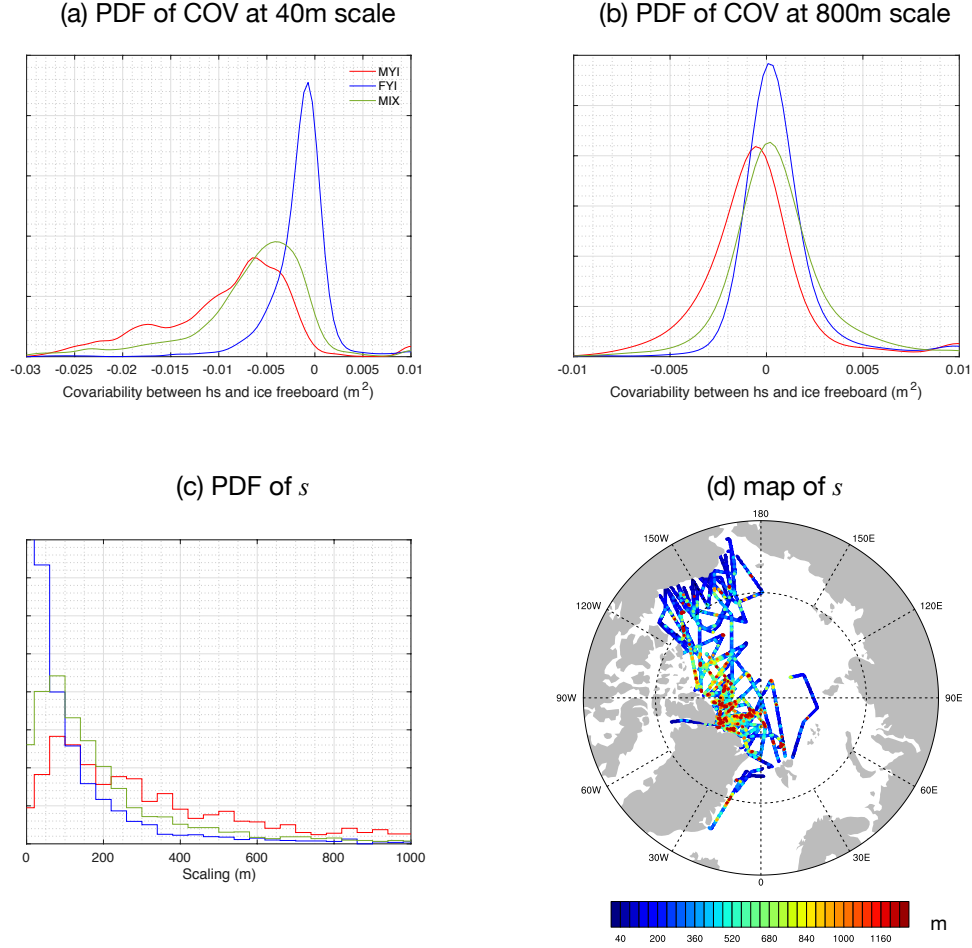 (a) PDF of COV at 40m scale
(b) PDF of COV at 800m scale
MYI
FYI
MIX
-0.03 -0.02 -0.015 -0.01 -0.005 0 0.005 0.01
Covariability between hs and ice freeboard (m^2)
-0.01 -0.005 0 0.005 0.01
Covariability between hs and ice freeboard (m^2)
(c) PDF of s
(d) map of s
0 200 400 600 800 1000
Scaling (m)
180
150W 150E
120W 120E
90W 90E
60W 60E
30W 30E
0
40 200 360 520 680 840 1000 1160
m